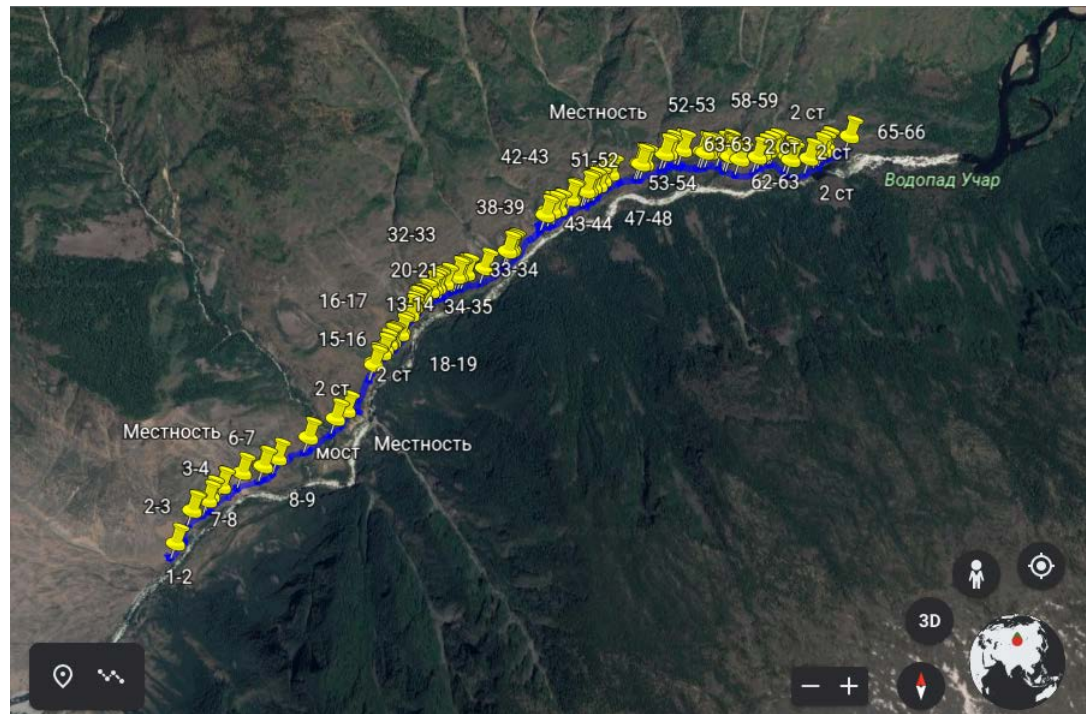 Местность
52-53
58-59
2 ст
42-43
51-52
63-63
2 ст
2 ст
65-66
53-54
62-63
2 ст
Водопад Учар
38-39
43-44
47-48
32-33
20-21
33-34
16-17
13-14
34-35
15-16
18-19
2 ст
2 ст
Местность
6-7
Местность
мост
3-4
2-3
7-8
8-9
1-2
3D